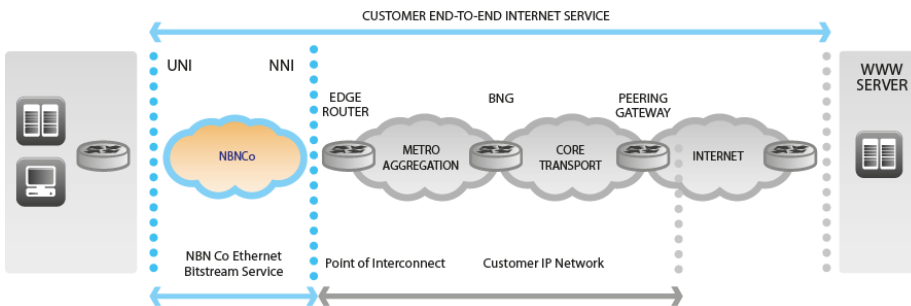 CUSTOMER END-TO-END INTERNET SERVICE
UNI
NNI
WWW
SERVER
EDGE
ROUTER
BNG
PEERING
GATEWAY
NBNCo
METRO
AGGREGATION
CORE
TRANSPORT
INTERNET
NBN Co Ethernet
Bitstream Service
Point of Interconnect
Customer IP Network